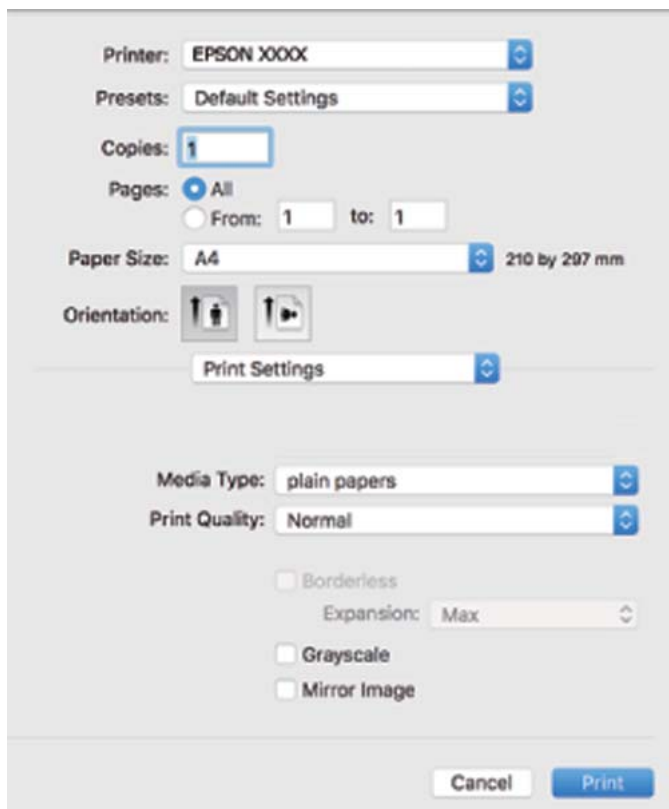 Printer: EPSON XXXX
Presets: Default Settings
Copies: 1
Pages: All
From: 1 to: 1
Paper Size: A4 210 by 297 mm
Orientation:
Print Settings
Media Type: plain papers
Print Quality: Normal
Borderless
Expansion: Max
Grayscale
Mirror Image
Cancel Print